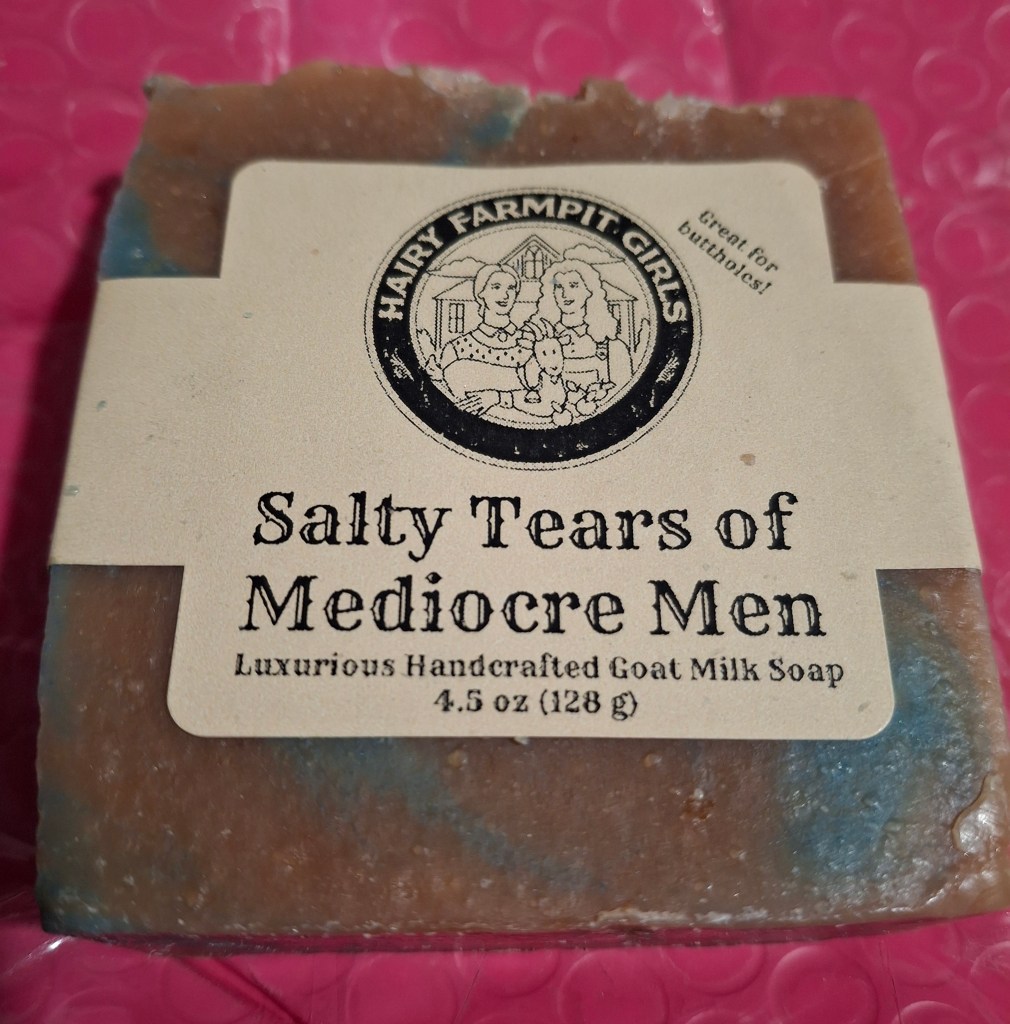 HAIRY FARMPIT GIRLS
Great for
buttholes!
Salty Tears of
Mediocre Men
Luxurious Handcrafted Goat Milk Soap
4.5 oz (128 g)